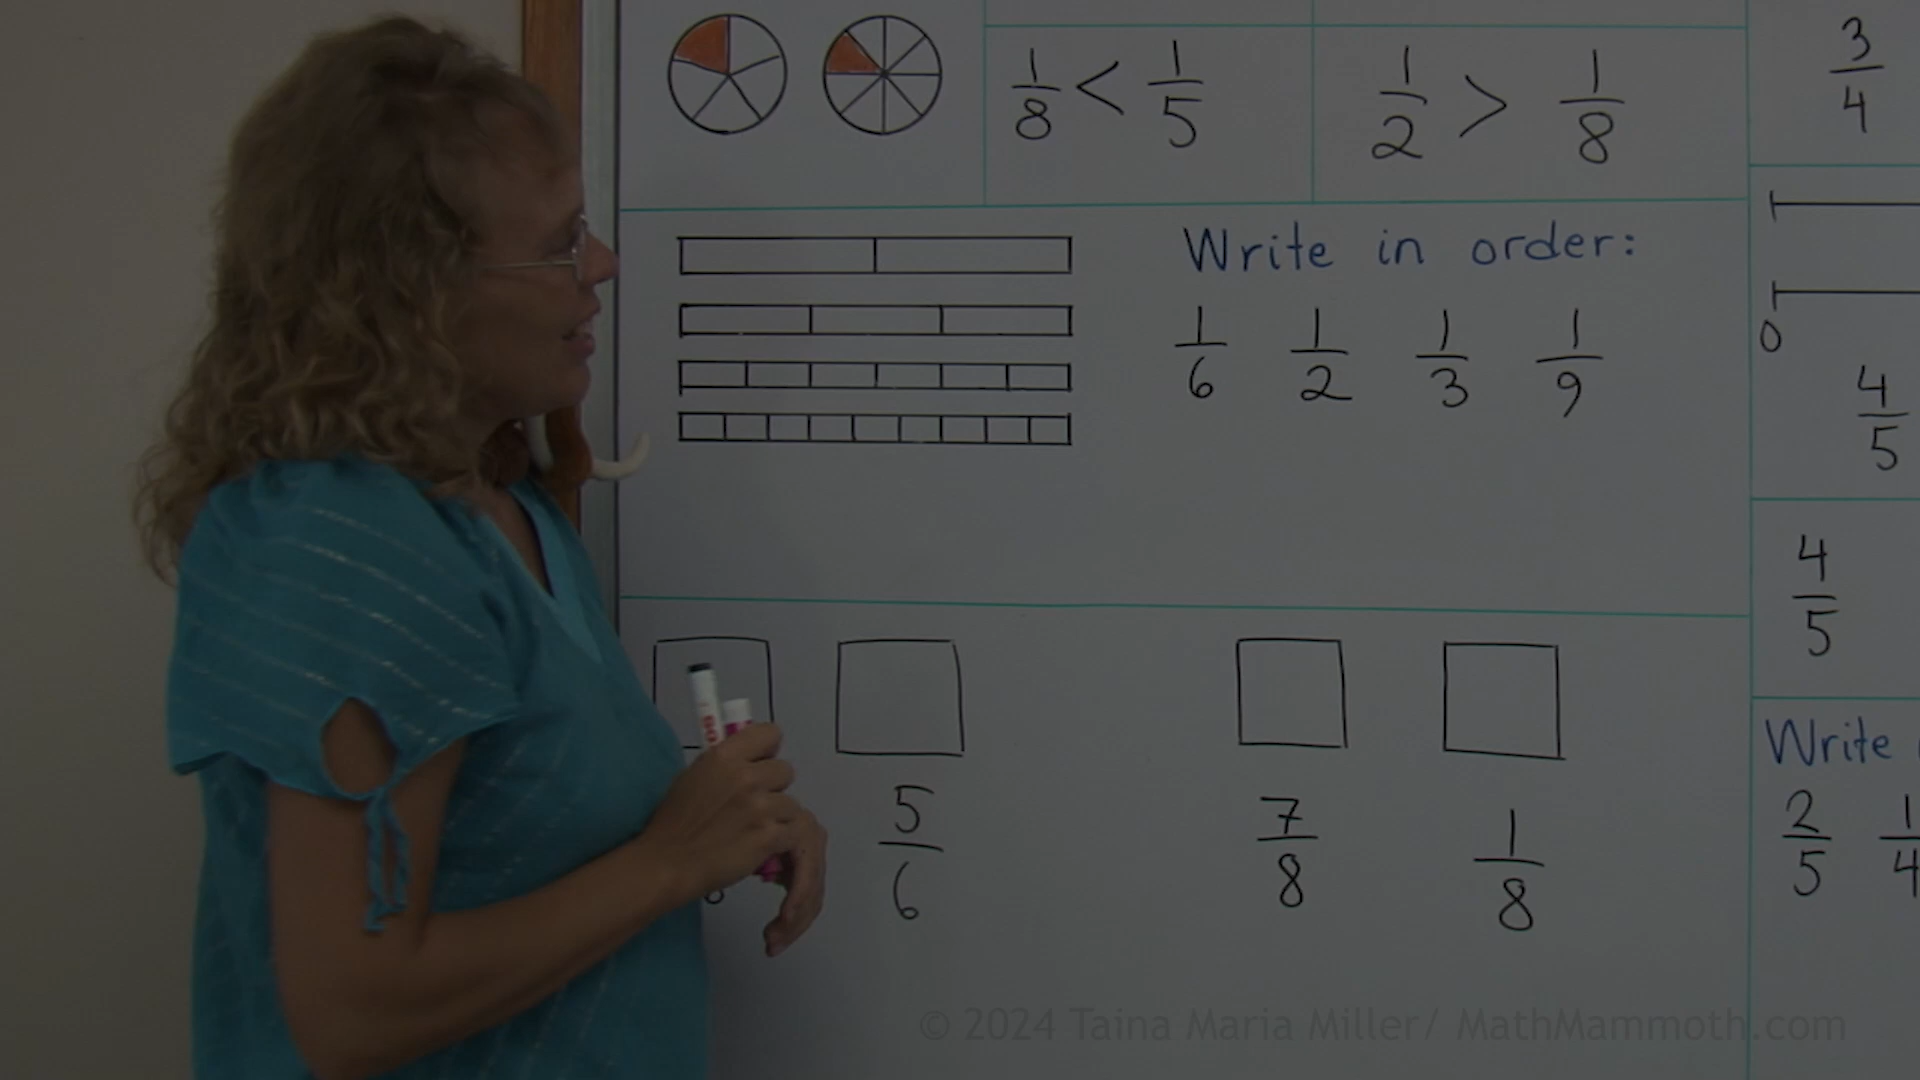 1/8 < 1/5
1/2 > 1/8
3/4
Write in order:
1/6 1/2 1/3 1/9
0
4/5
4/5
5/6
7/8 1/8
Write
2/5 1/4
© 2024 Taina Maria Miller/ MathMammoth.com